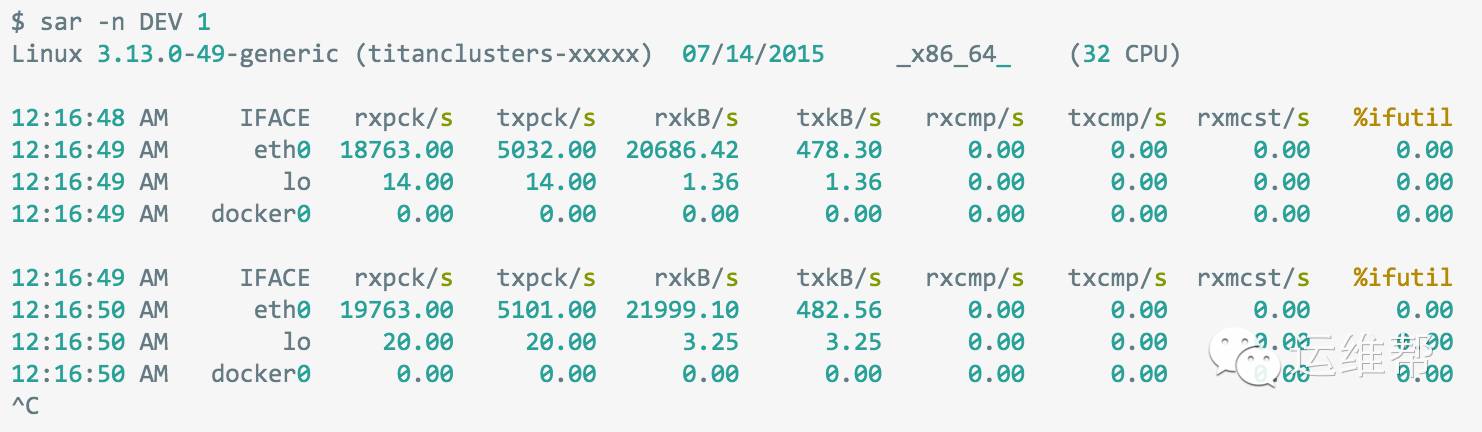 $ sar -n DEV 1
Linux 3.13.0-49-generic (titanclusters-xxxxx)  07/14/2015     _x86_64_    (32 CPU)
12:16:48 AM     IFACE   rxpck/s   txpck/s    rxkB/s    txkB/s   rxcmp/s   txcmp/s  rxmcst/s   %ifutil
12:16:49 AM      eth0  18763.00   5032.00  20686.42    478.30      0.00      0.00      0.00      0.00
12:16:49 AM        lo     14.00     14.00      1.36      1.36      0.00      0.00      0.00      0.00
12:16:49 AM   docker0      0.00      0.00      0.00      0.00      0.00      0.00      0.00      0.00
12:16:49 AM     IFACE   rxpck/s   txpck/s    rxkB/s    txkB/s   rxcmp/s   txcmp/s  rxmcst/s   %ifutil
12:16:50 AM      eth0  19763.00   5101.00  21999.10    482.56      0.00      0.00      0.00      0.00
12:16:50 AM        lo     20.00     20.00      3.25      3.25      0.00      0.00      0.00      0.00
12:16:50 AM   docker0      0.00      0.00      0.00      0.00      0.00      0.00      0.00      0.00
^C
运维帮